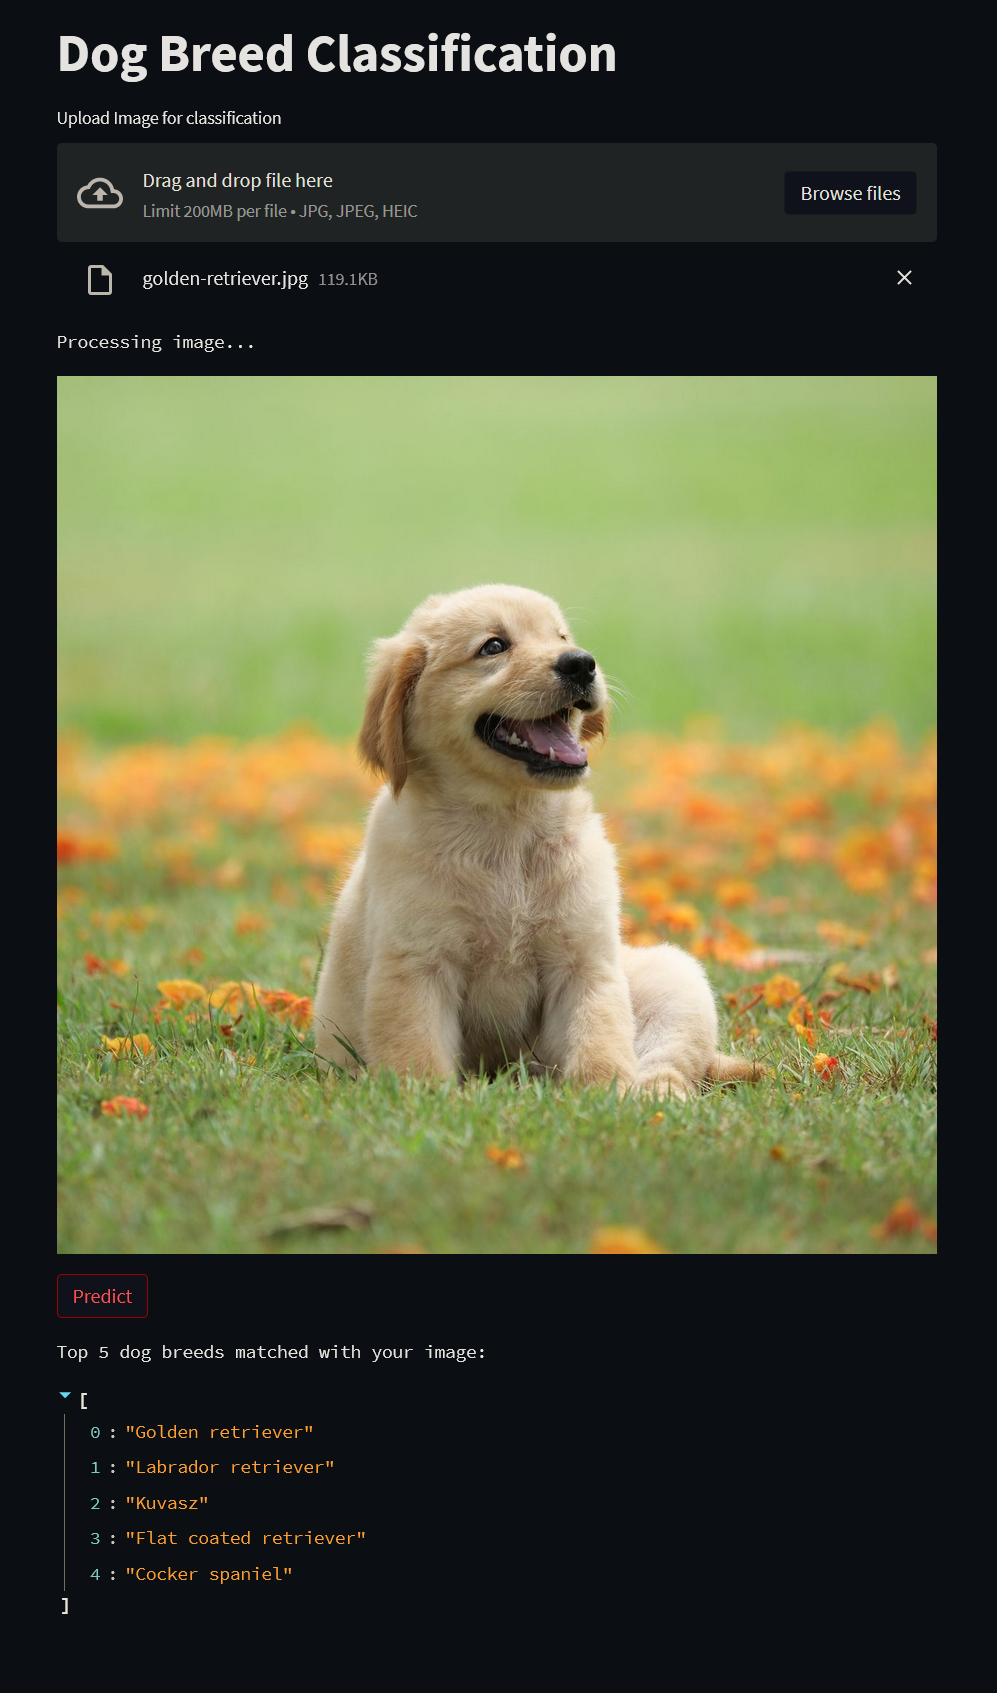 Dog Breed Classification
Upload Image for classification
Drag and drop file here
Limit 200MB per file • JPG, JPEG, HEIC
Browse files
golden-retriever.jpg 119.1KB
Processing image...
Predict
Top 5 dog breeds matched with your image:
[
0 : "Golden retriever"
1 : "Labrador retriever"
2 : "Kuvasz"
3 : "Flat coated retriever"
4 : "Cocker spaniel"
]